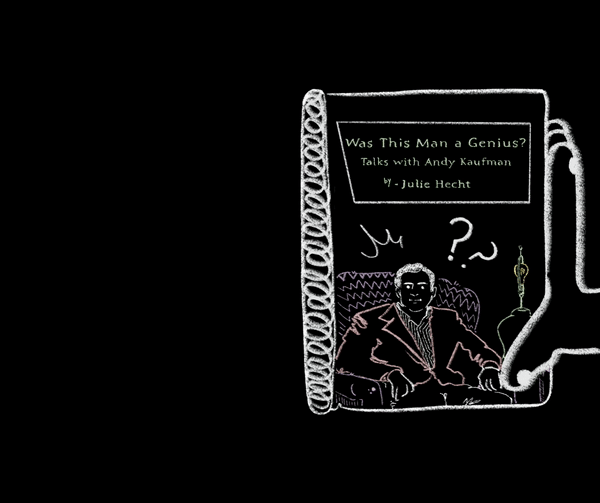 Was This Man a Genius?
Talks with Andy Kaufman
by - Julie Hecht
??